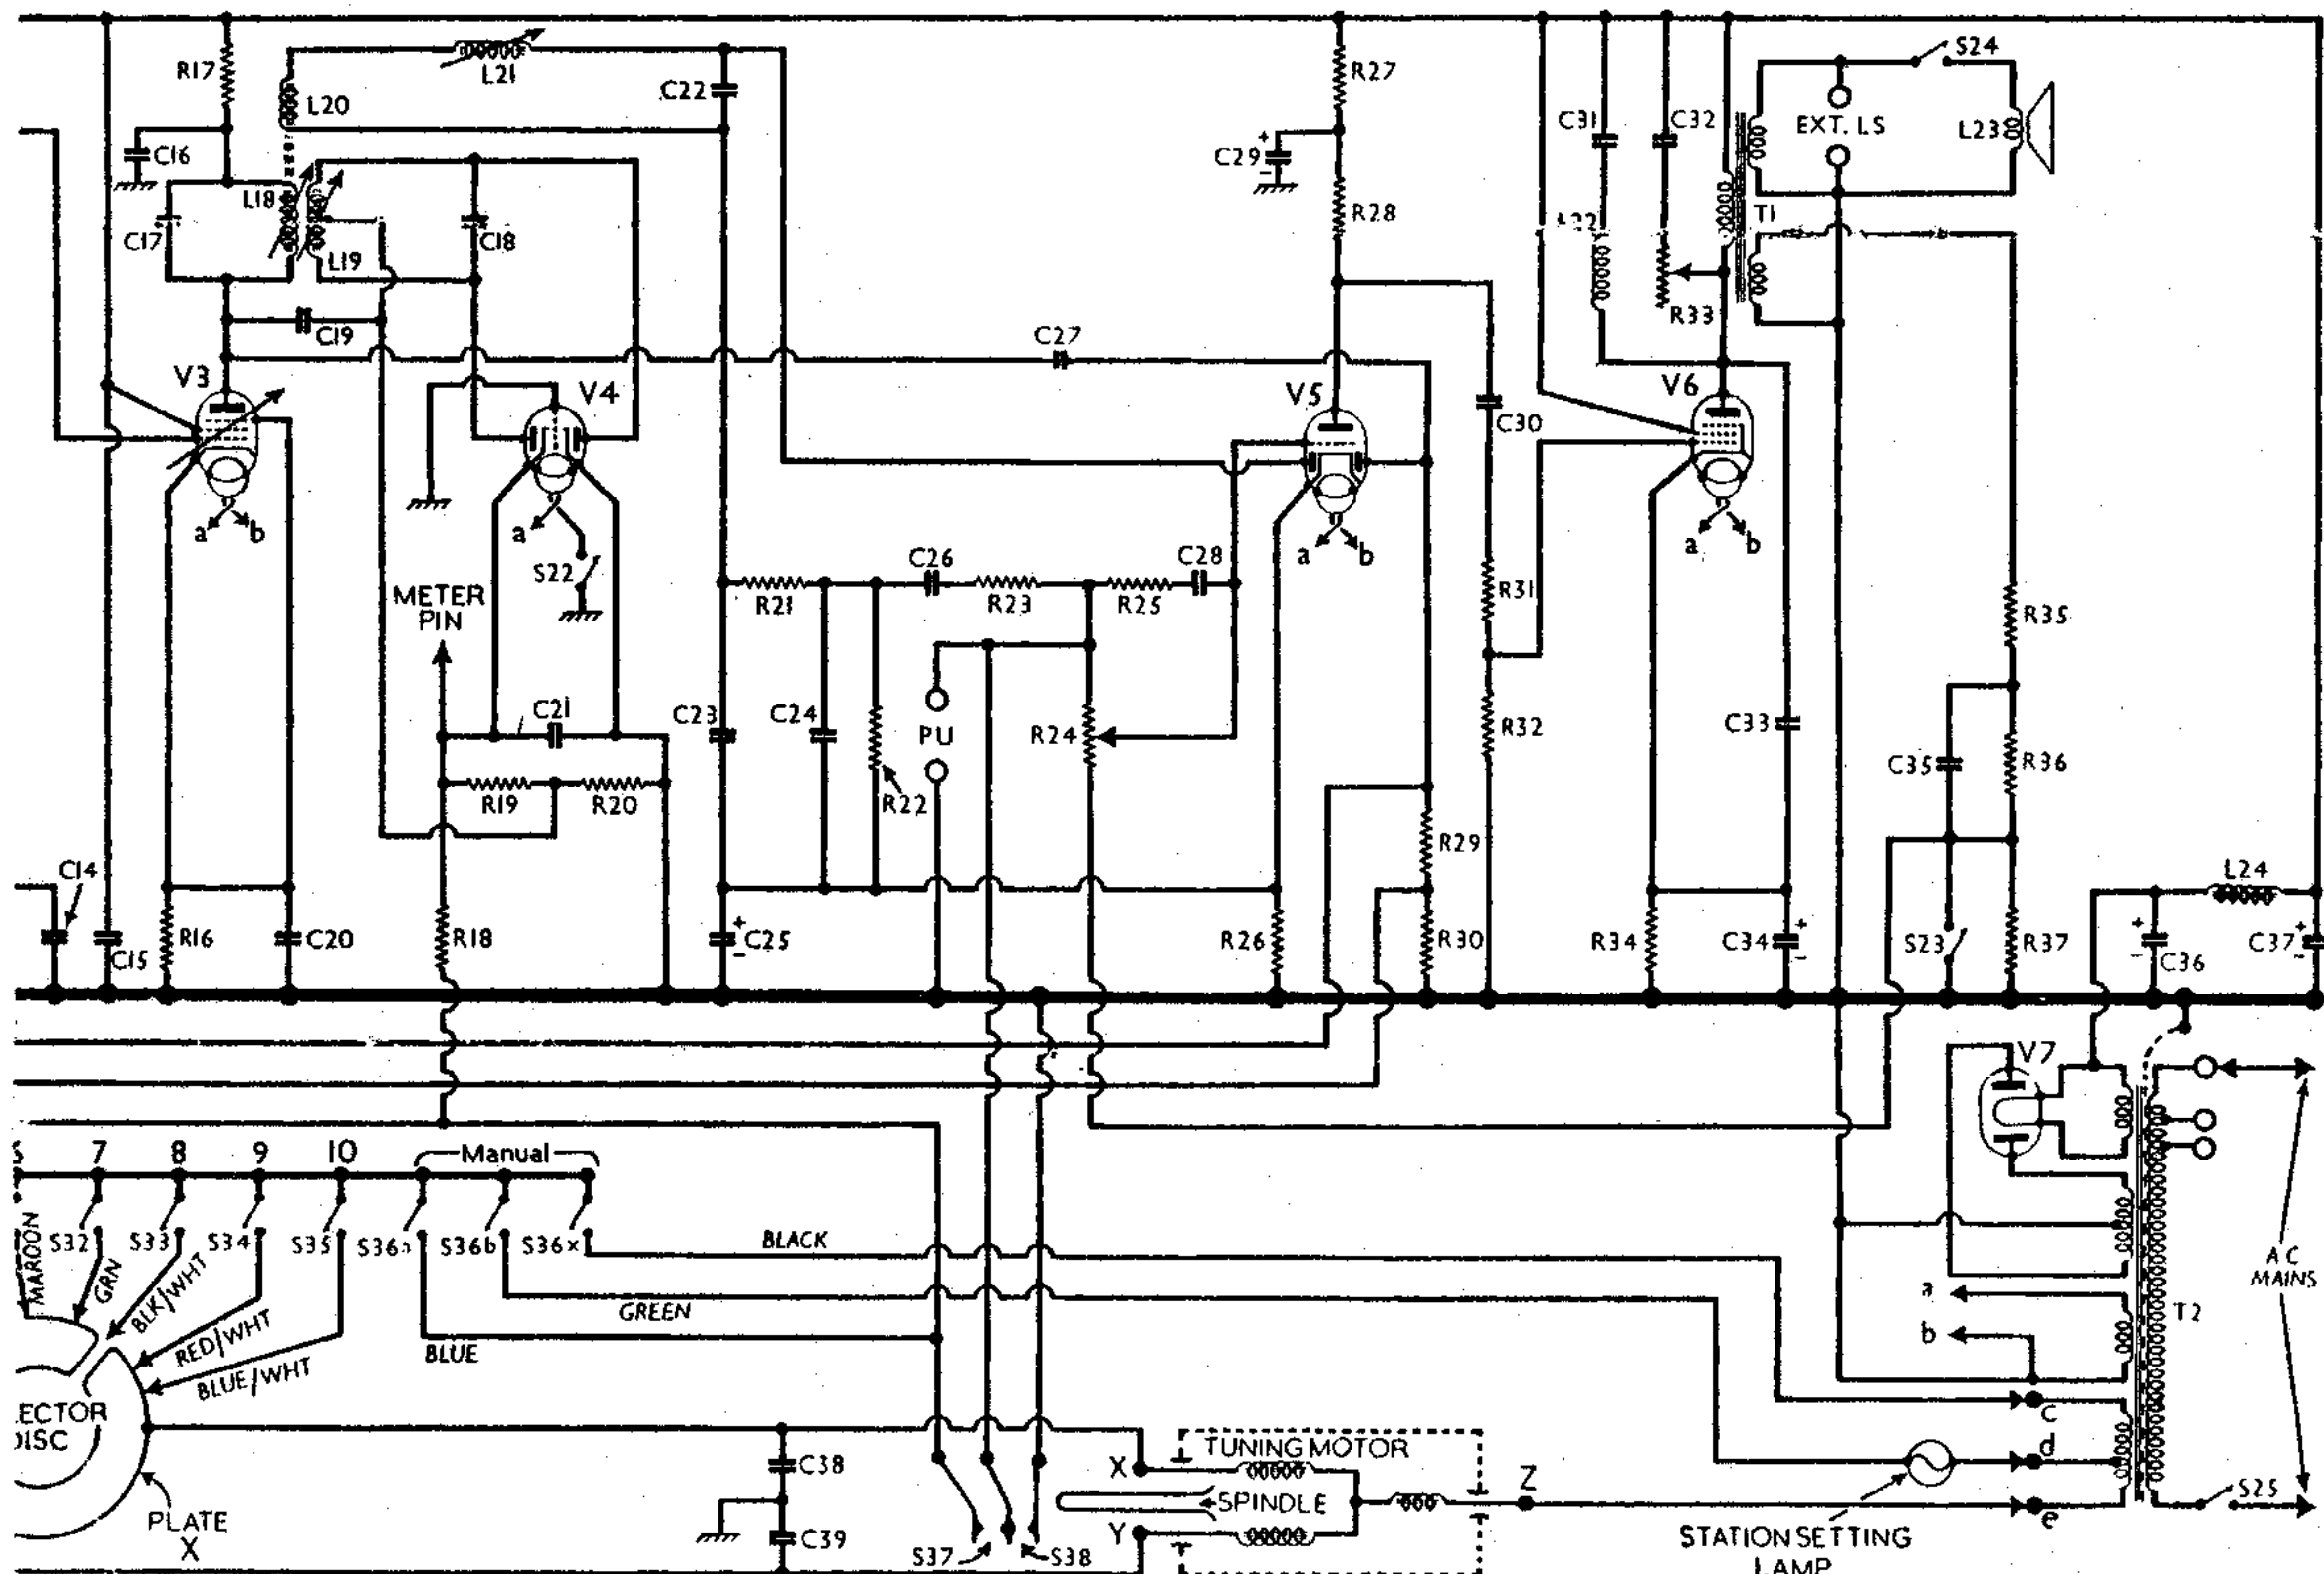 S24
R17
L21
R27
L20
C22
C31
C32
EXT. LS
L23
C16
C29
L18
R28
L22
T1
C17
C18
L19
R33
C19
C27
V3
V4
V5
V6
C30
a b
a
a b
a b
S22
METER
PIN
R21
C26
R23
R25
C28
R31
R35
C21
C23
C24
PU
R24
R32
C33
C35
R36
R19
R20
R22
R29
C14
L24
C15
R16
C20
R18
C25
R26
R30
R34
C34
S23
R37
C36
C37
V7
7
8
9
10
Manual
S32
S33
S34
S35
S36a
S36b
S36x
BLACK
MAROON
GRN
BLK/WHT
RED/WHT
BLUE/WHT
GREEN
BLUE
a
b
T2
A C
MAINS
LECTOR
DISC
c
d
e
C38
C39
X
TUNING MOTOR
SPINDLE
Y
Z
S25
PLATE
X
S37
S38
STATION SETTING
LAMP